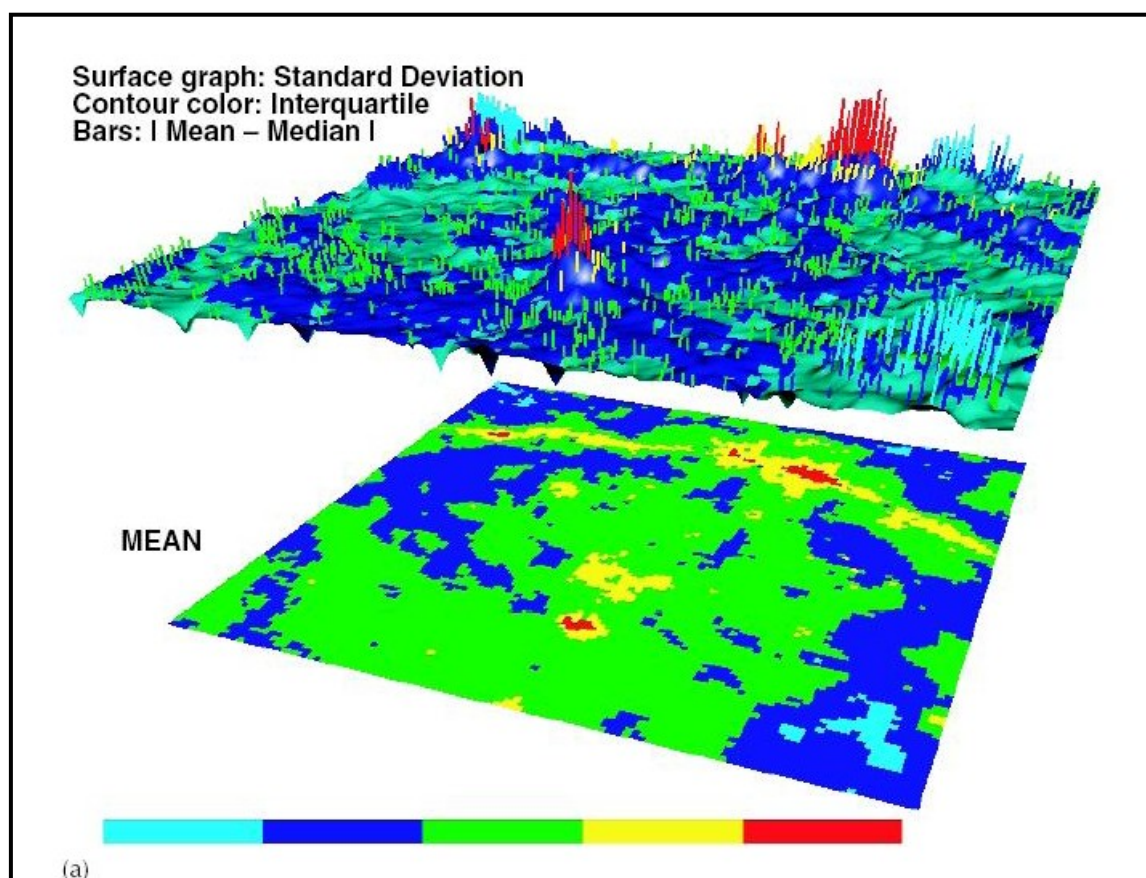 Surface graph: Standard Deviation
Contour color: Interquartile
Bars: | Mean – Median |
MEAN
(a)